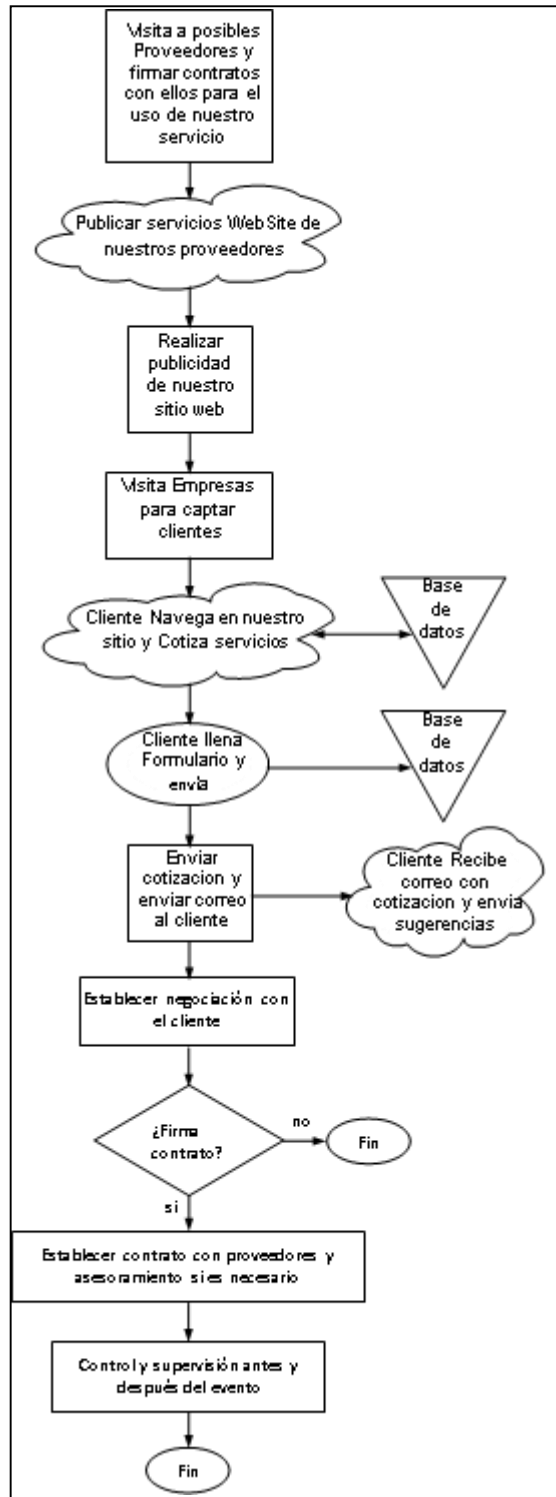 Visita a posibles
Proveedores y
firmar contratos
con ellos para el
uso de nuestro
servicio
Publicar servicios WebSite de
nuestros proveedores
Realizar
publicidad
de nuestro
sitio web
Visita Empresas
para captar
clientes
Cliente Navega en nuestro
sitio y Cotiza servicios
Base
de
datos
Cliente llena
Formulario y
envía
Base
de
datos
Enviar
cotizacion y
enviar correo
al cliente
Cliente Recibe
correo con
cotizacion y envia
sugerencias
Establecer negociación con
el cliente
¿Firma
contrato?
no
Fin
si
Establecer contrato con proveedores y
asesoramiento si es necesario
Control y supervisión antes y
después del evento
Fin